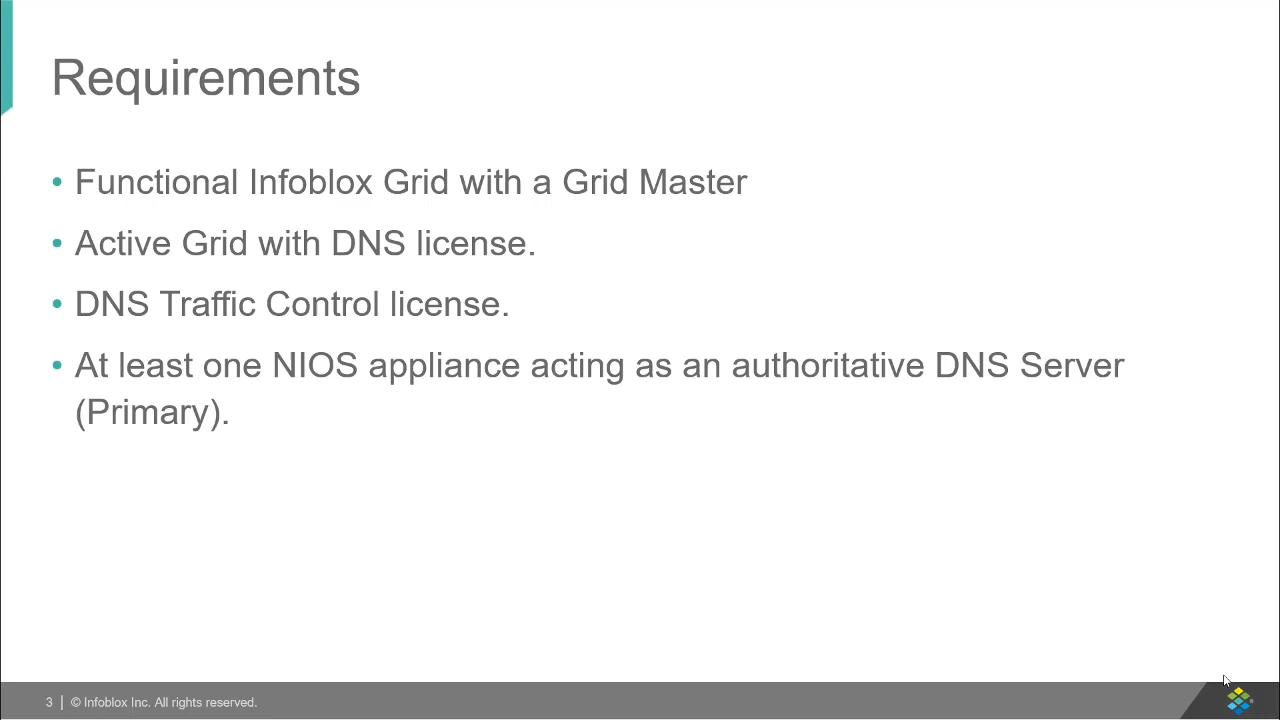 Requirements
• Functional Infoblox Grid with a Grid Master
• Active Grid with DNS license.
• DNS Traffic Control license.
• At least one NIOS appliance acting as an authoritative DNS Server
(Primary).
3 | © Infoblox Inc. All rights reserved.